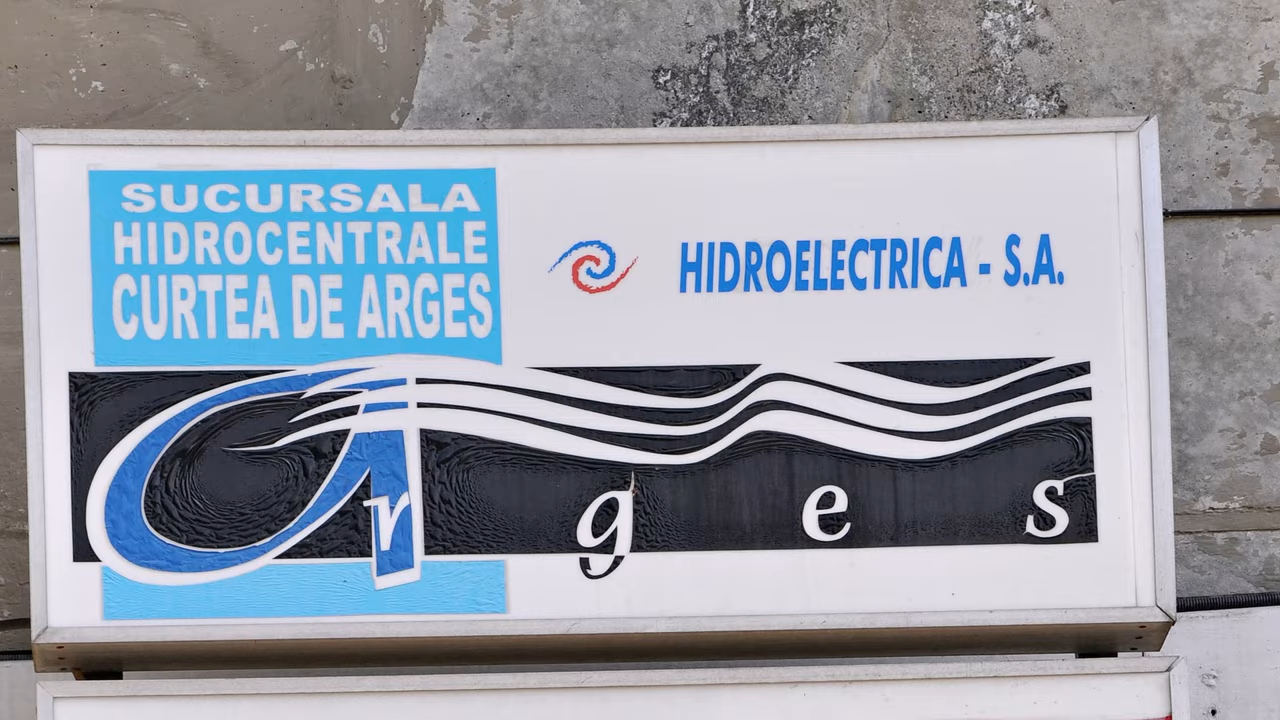 SUCURSALA
HIDROCENTRALE
CURTEA DE ARGES
HIDROELECTRICA - S.A.
Arges